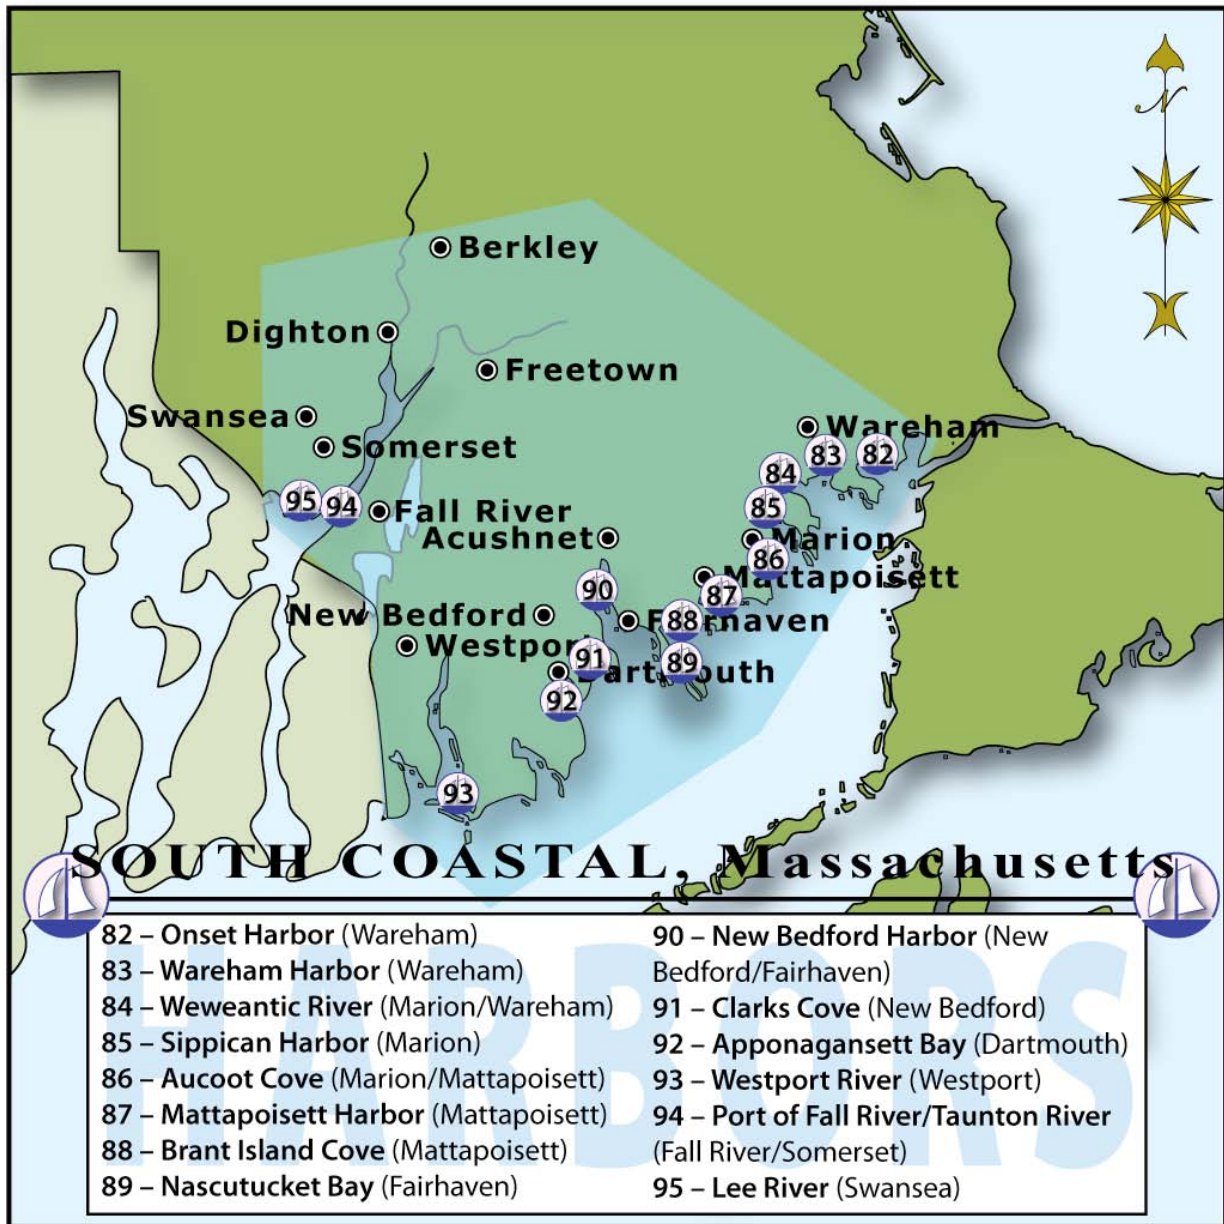 N
Berkley
Dighton
Freetown
Swansea
Wareham
Somerset
83
82
84
95
94
85
Fall River
Acushnet
Marion
86
Mattapoisett
90
87
New Bedford
Fairhaven
88
Westport
91
89
Dartmouth
92
93
SOUTH COASTAL, Massachusetts
HARBORS
82 – Onset Harbor (Wareham)
83 – Wareham Harbor (Wareham)
84 – Weweantic River (Marion/Wareham)
85 – Sippican Harbor (Marion)
86 – Aucoot Cove (Marion/Mattapoisett)
87 – Mattapoisett Harbor (Mattapoisett)
88 – Brant Island Cove (Mattapoisett)
89 – Nascutucket Bay (Fairhaven)
90 – New Bedford Harbor (New
Bedford/Fairhaven)
91 – Clarks Cove (New Bedford)
92 – Apponagansett Bay (Dartmouth)
93 – Westport River (Westport)
94 – Port of Fall River/Taunton River
(Fall River/Somerset)
95 – Lee River (Swansea)